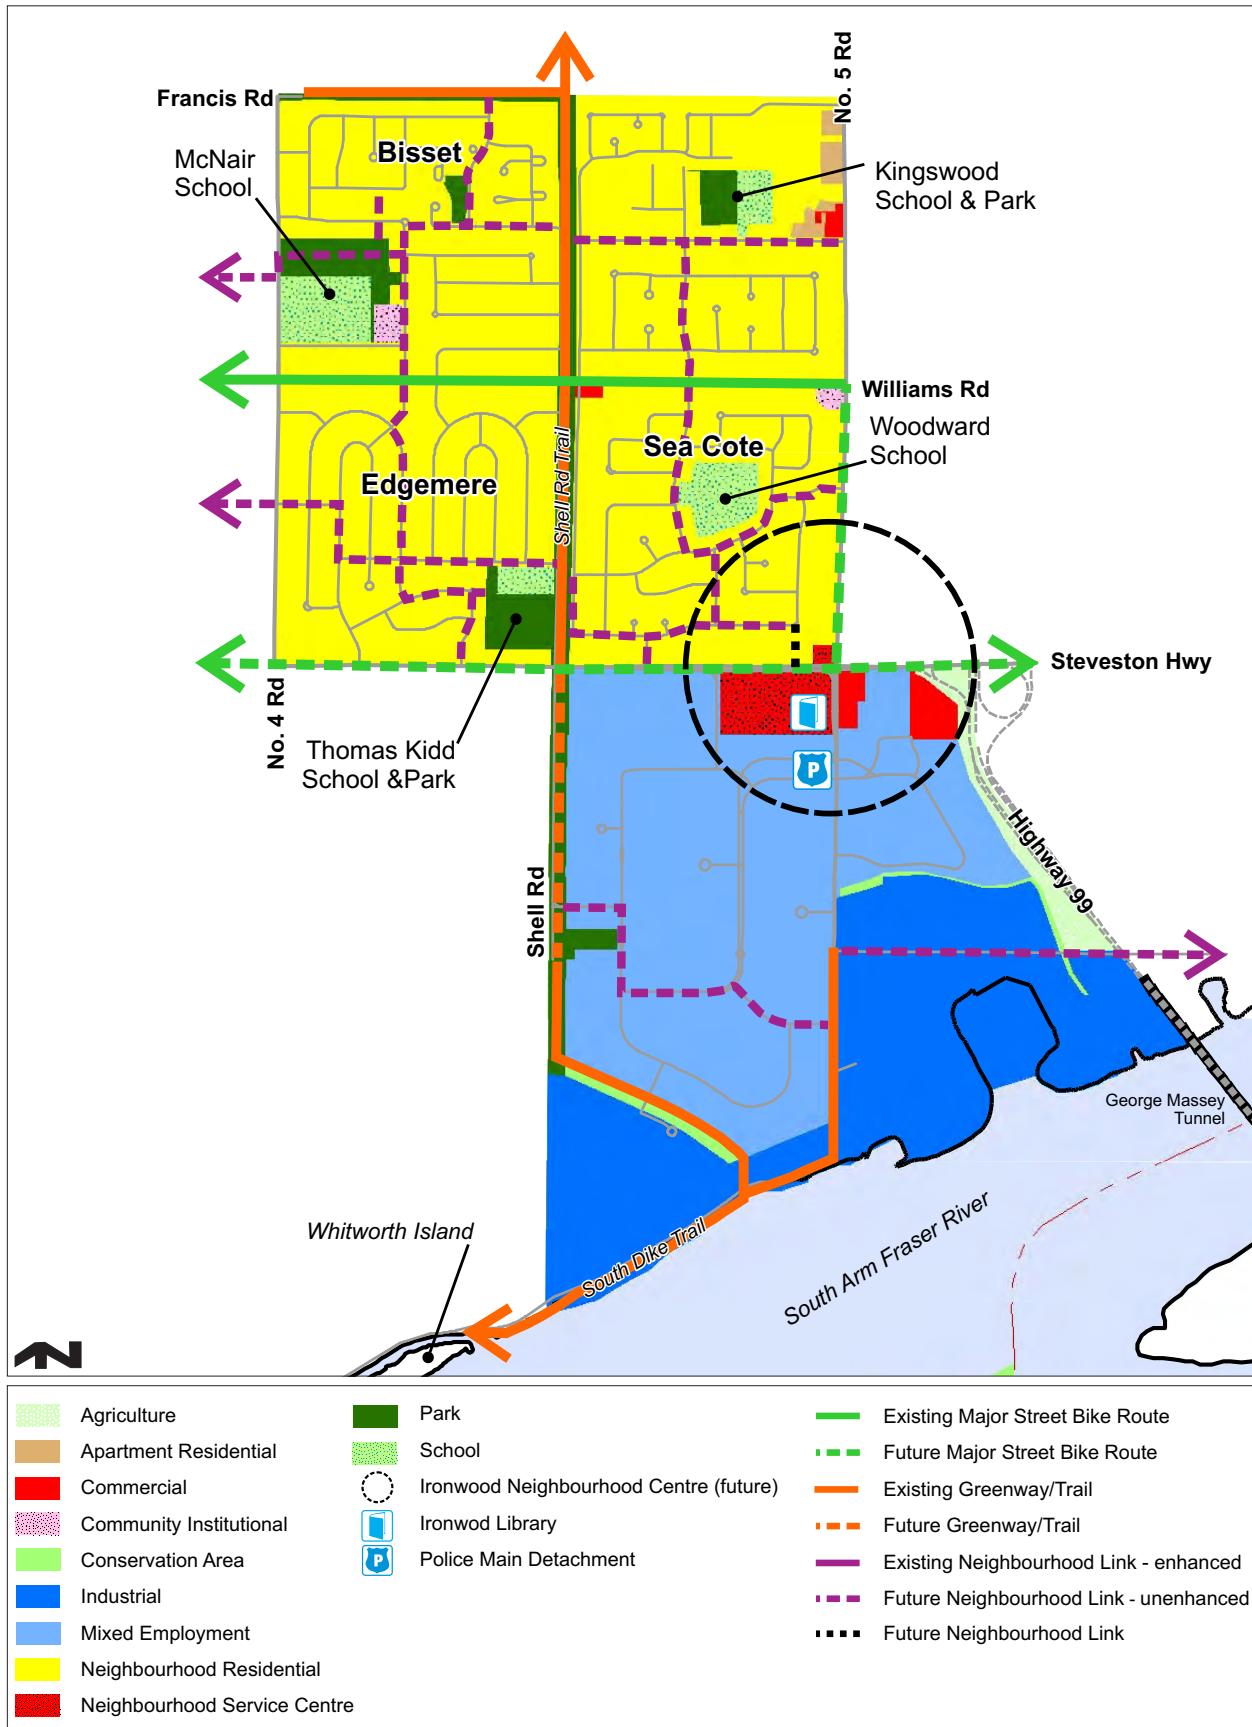 No. 5 Rd
Francis Rd
McNair
School
Bisset
Kingswood
School & Park
Williams Rd
Woodward
School
Sea Cote
Edgemere
Shell Rd Trail
Steveston Hwy
No. 4 Rd
Thomas Kidd
School &Park
P
Highway 99
Shell Rd
George Massey
Tunnel
Whitworth Island
South Dike Trail
South Arm Fraser River
N
Agriculture
Apartment Residential
Commercial
Community Institutional
Conservation Area
Industrial
Mixed Employment
Neighbourhood Residential
Neighbourhood Service Centre
Park
School
Ironwood Neighbourhood Centre (future)
Ironwod Library
P
Police Main Detachment
Existing Major Street Bike Route
Future Major Street Bike Route
Existing Greenway/Trail
Future Greenway/Trail
Existing Neighbourhood Link - enhanced
Future Neighbourhood Link - unenhanced
Future Neighbourhood Link